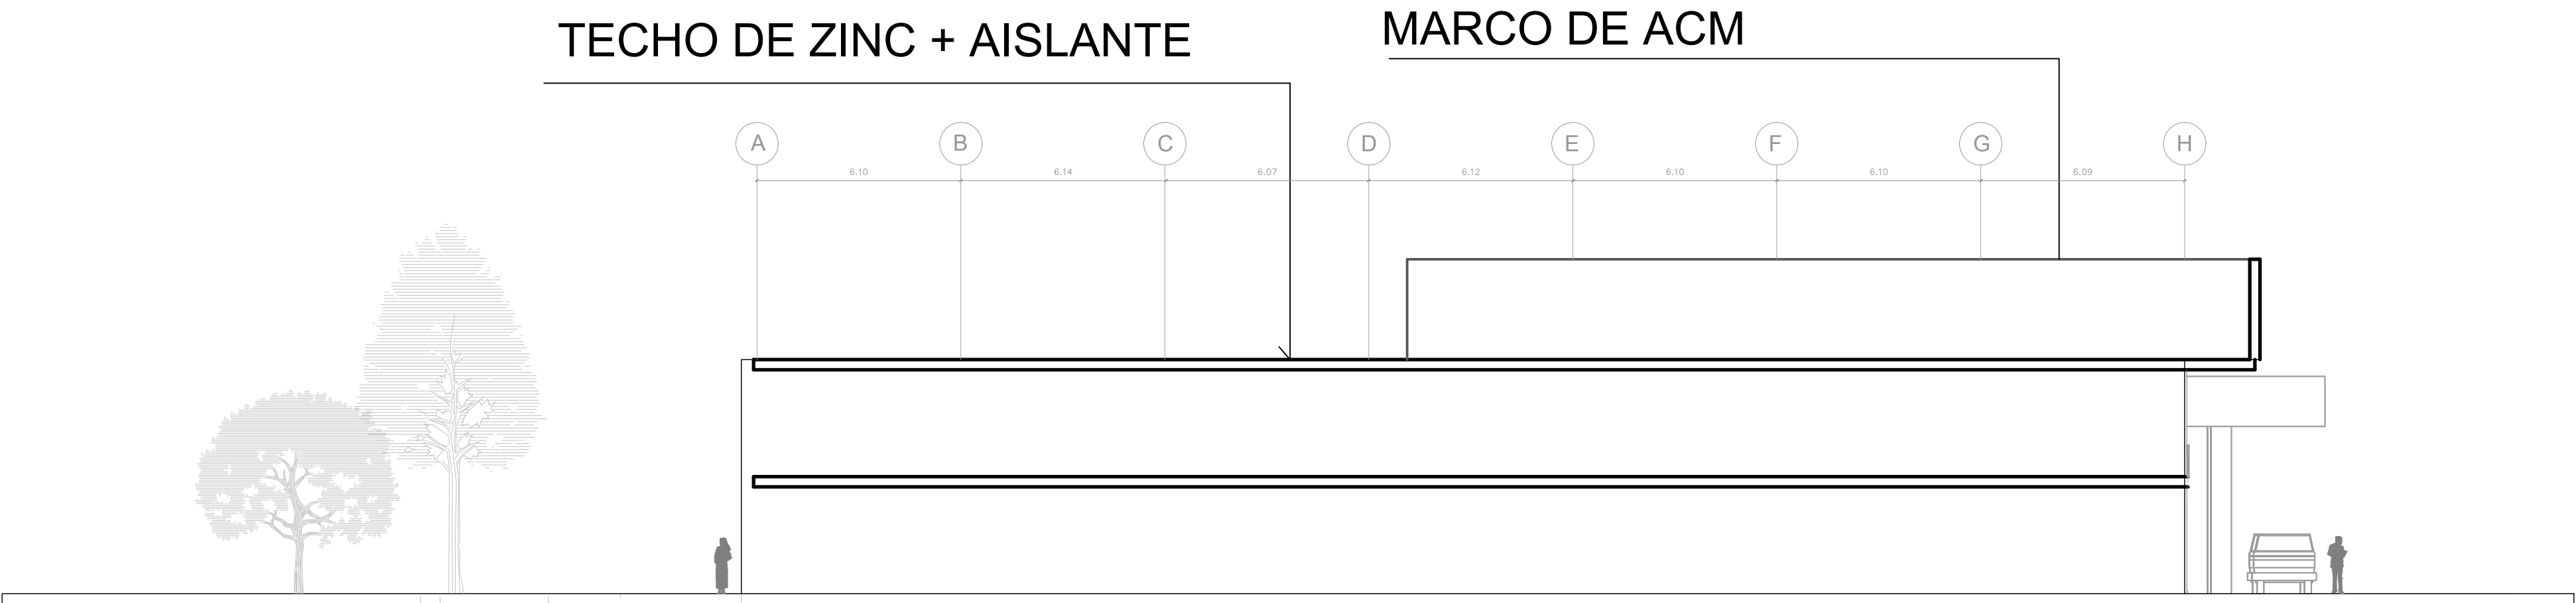 TECHO DE ZINC + AISLANTE
MARCO DE ACM
A B C D E F G H
6.10 6.14 6.07 6.12 6.10 6.10 6.09